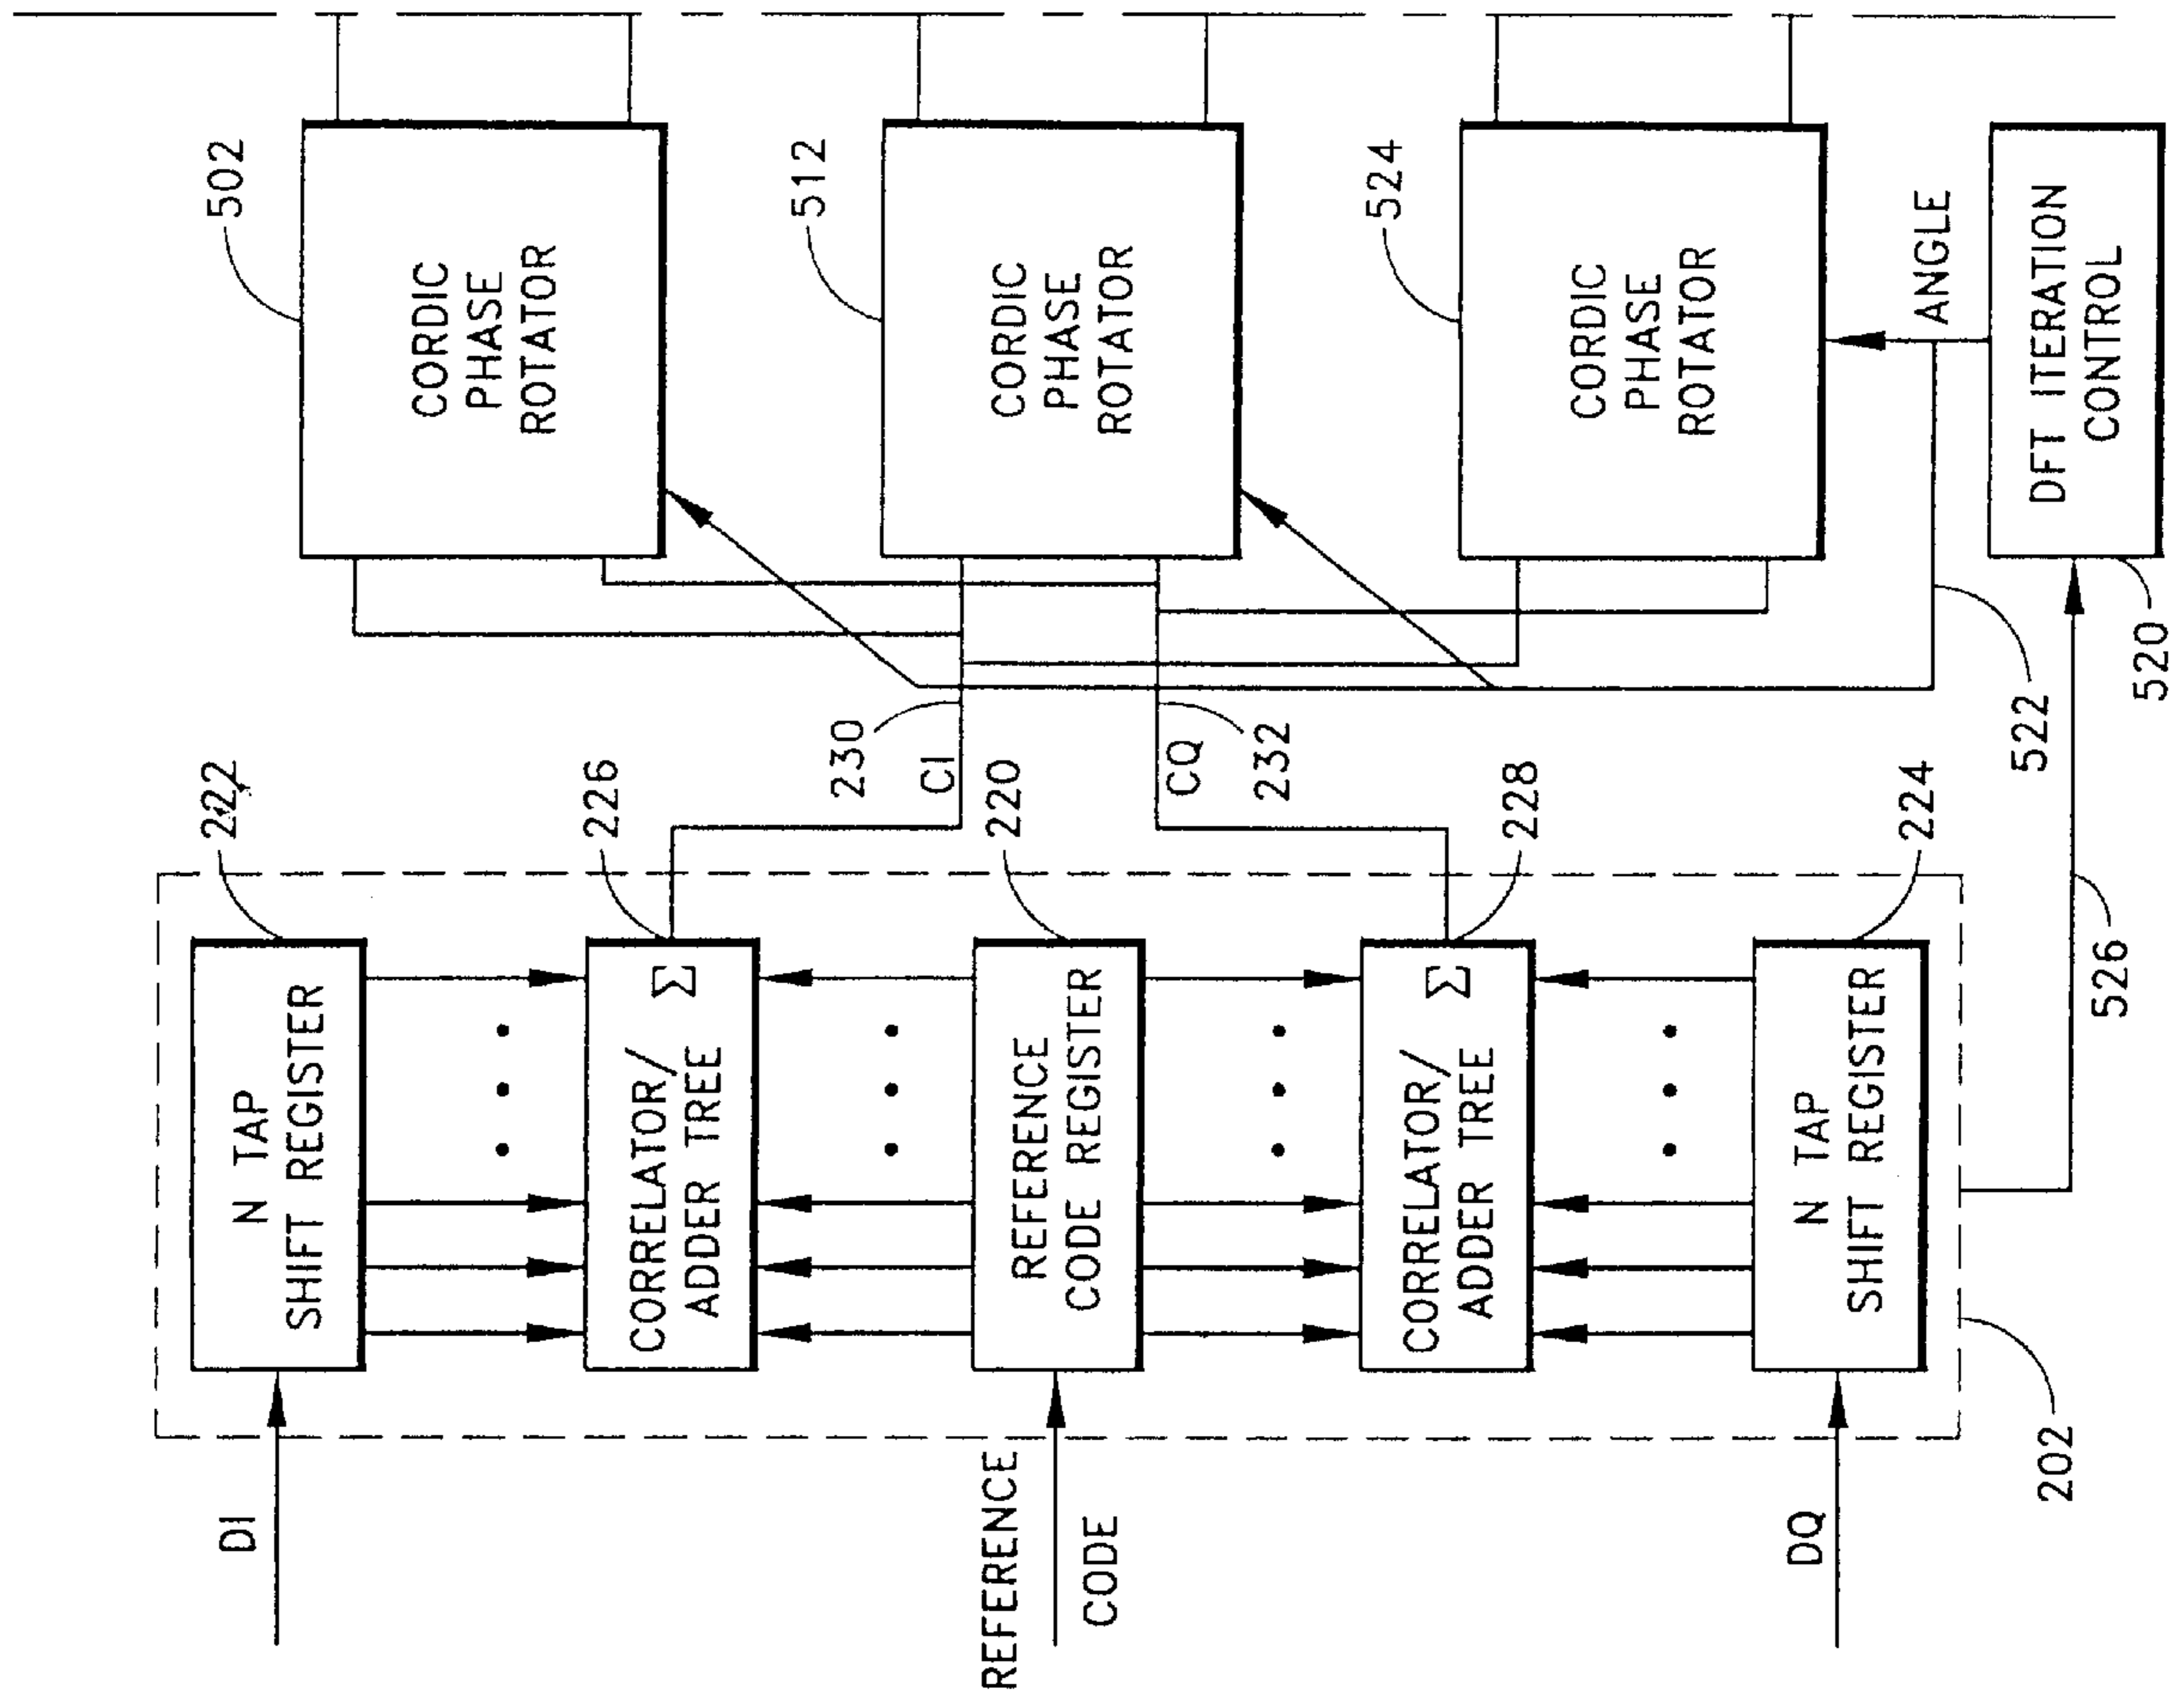 DI
N TAP
SHIFT REGISTER
222
CORRELATOR/
ADDER TREE
Σ
226
REFERENCE
CODE
REFERENCE
CODE REGISTER
220
CORRELATOR/
ADDER TREE
Σ
228
DQ
N TAP
SHIFT REGISTER
224
202
526
230
CI
CQ
232
522
520
CORDIC
PHASE
ROTATOR
502
CORDIC
PHASE
ROTATOR
512
CORDIC
PHASE
ROTATOR
524
ANGLE
DFT ITERATION
CONTROL